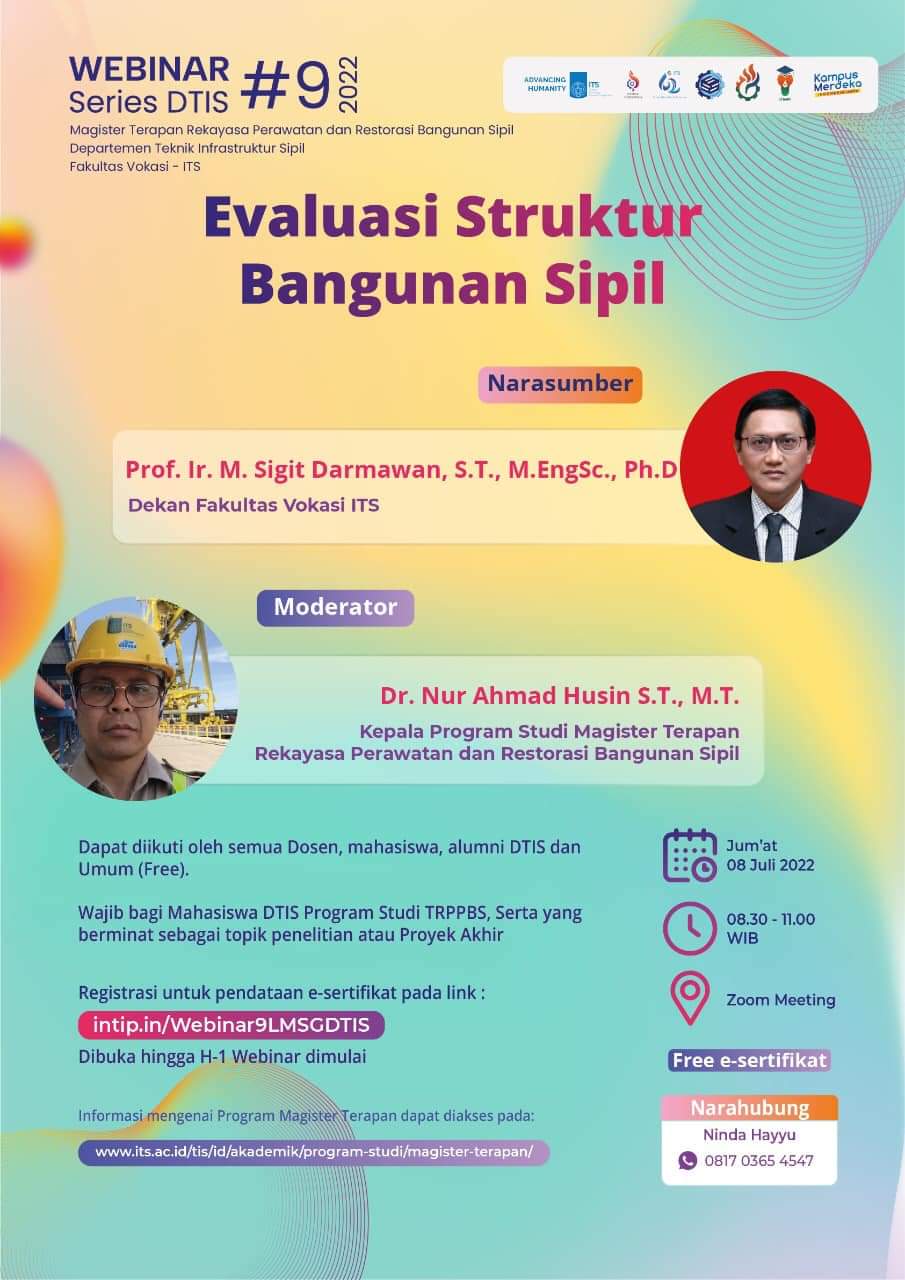 WEBINAR
Series DTIS
#9
2022
ADVANCING
HUMANITY
ITS
Kampus
Merdeka
Magister Terapan Rekayasa Perawatan dan Restorasi Bangunan Sipil
Departemen Teknik Infrastruktur Sipil
Fakultas Vokasi - ITS
Evaluasi Struktur
Bangunan Sipil
Narasumber
Prof. Ir. M. Sigit Darmawan, S.T., M.EngSc., Ph.D
Dekan Fakultas Vokasi ITS
Moderator
ITS
Dr. Nur Ahmad Husin S.T., M.T.
Kepala Program Studi Magister Terapan
Rekayasa Perawatan dan Restorasi Bangunan Sipil
Dapat diikuti oleh semua Dosen, mahasiswa, alumni DTIS dan
Umum (Free).
Wajib bagi Mahasiswa DTIS Program Studi TRPPBS, Serta yang
berminat sebagai topik penelitian atau Proyek Akhir
Registrasi untuk pendataan e-sertifikat pada link :
intip.in/Webinar9LMSGDTIS
Dibuka hingga H-1 Webinar dimulai
Informasi mengenai Program Magister Terapan dapat diakses pada:
www.its.ac.id/tis/id/akademik/program-studi/magister-terapan/
Jum'at
08 Juli 2022
08.30 - 11.00
WIB
Zoom Meeting
Free e-sertifikat
Narahubung
Ninda Hayyu
0817 0365 4547